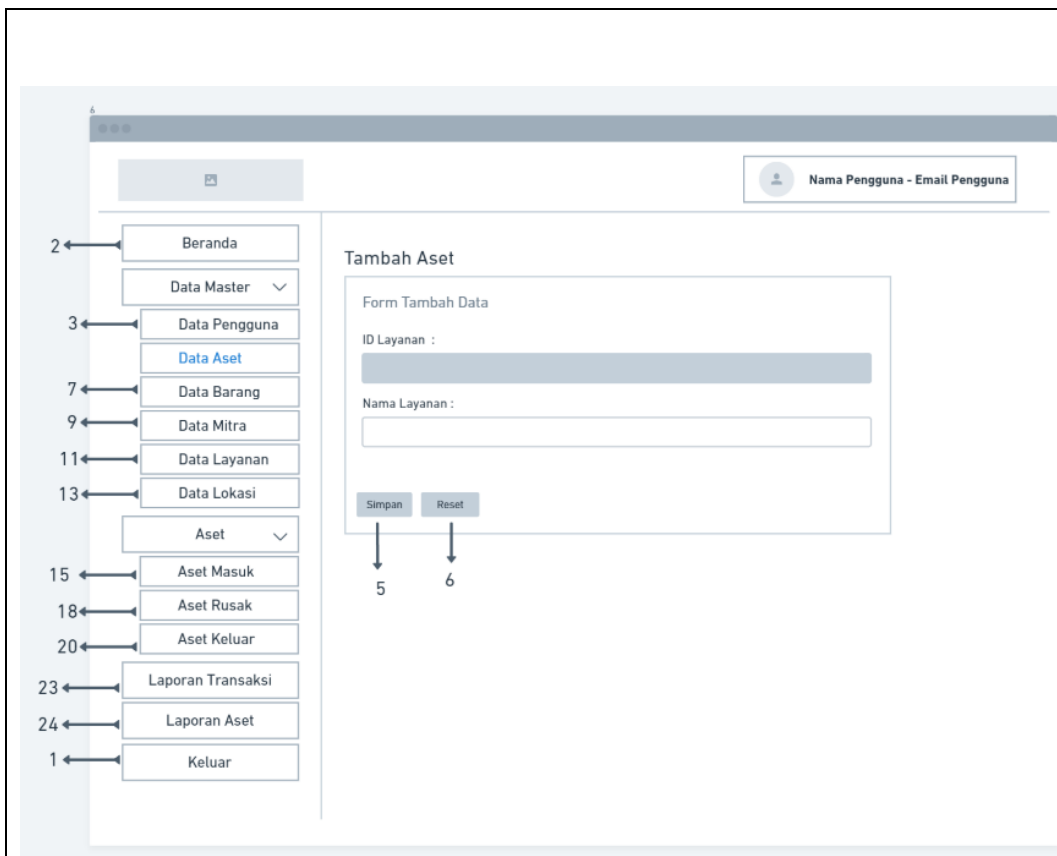 6
Nama Pengguna - Email Pengguna
2 Beranda
Data Master
3 Data Pengguna
Data Aset
7 Data Barang
9 Data Mitra
11 Data Layanan
13 Data Lokasi
Aset
15 Aset Masuk
18 Aset Rusak
20 Aset Keluar
23 Laporan Transaksi
24 Laporan Aset
1 Keluar
Tambah Aset
Form Tambah Data
ID Layanan :
Nama Layanan :
Simpan Reset
5 6